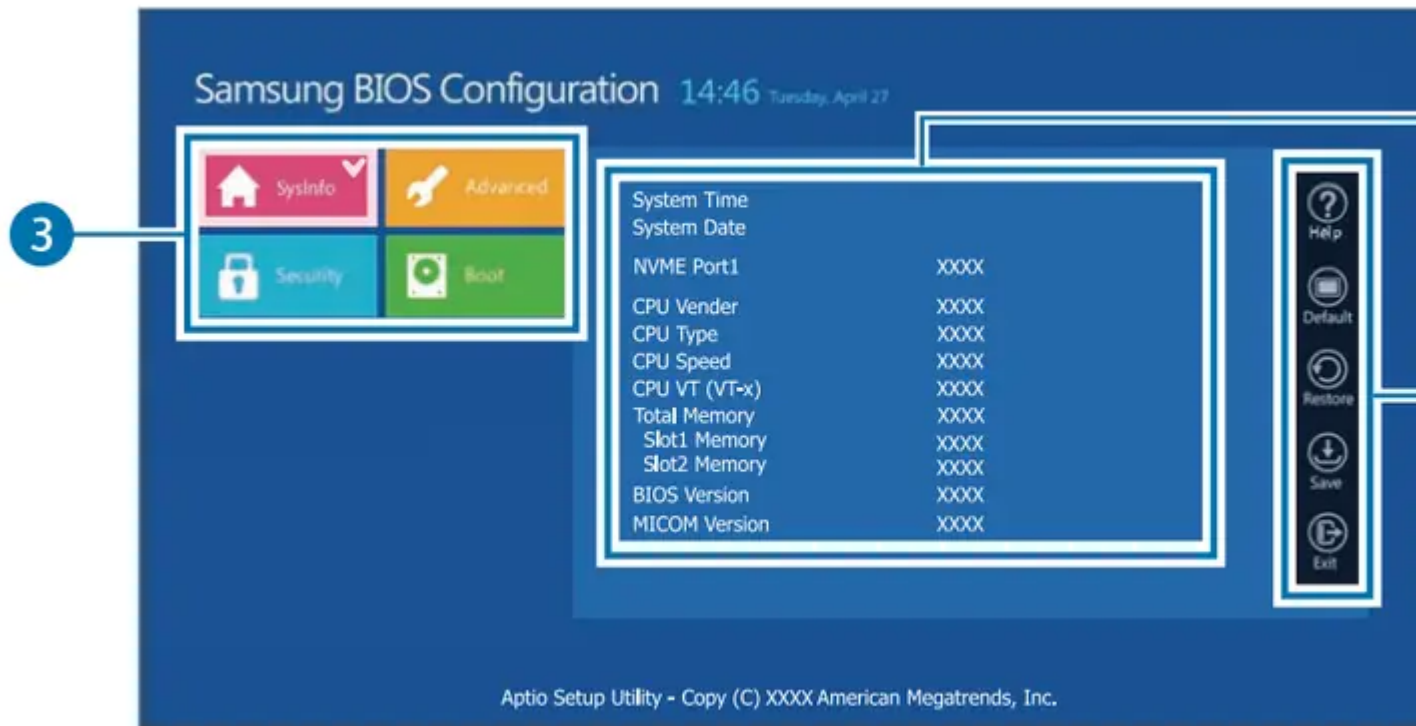 Samsung BIOS Configuration 14:46 Tuesday, April 27
3
SysInfo Advanced
Security Boot
System Time
System Date
NVME Port1 XXXX
CPU Vender XXXX
CPU Type XXXX
CPU Speed XXXX
CPU VT (VT-x) XXXX
Total Memory XXXX
Slot1 Memory XXXX
Slot2 Memory XXXX
BIOS Version XXXX
MICOM Version XXXX
Help
Default
Restore
Save
Exit
Aptio Setup Utility - Copy (C) XXXX American Megatrends, Inc.